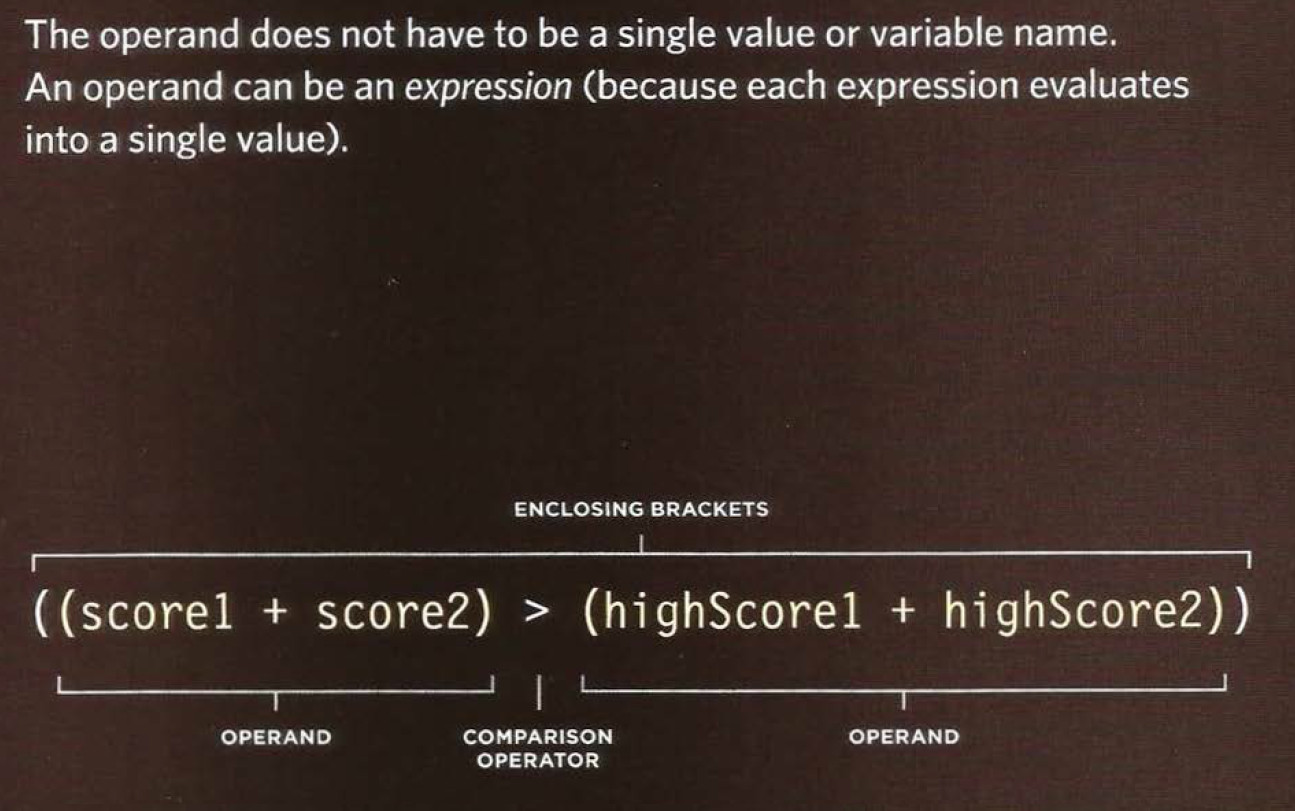 The operand does not have to be a single value or variable name.
An operand can be an expression (because each expression evaluates
into a single value).
ENCLOSING BRACKETS
((score1 + score2) > (highScore1 + highScore2))
OPERAND
COMPARISON
OPERATOR
OPERAND